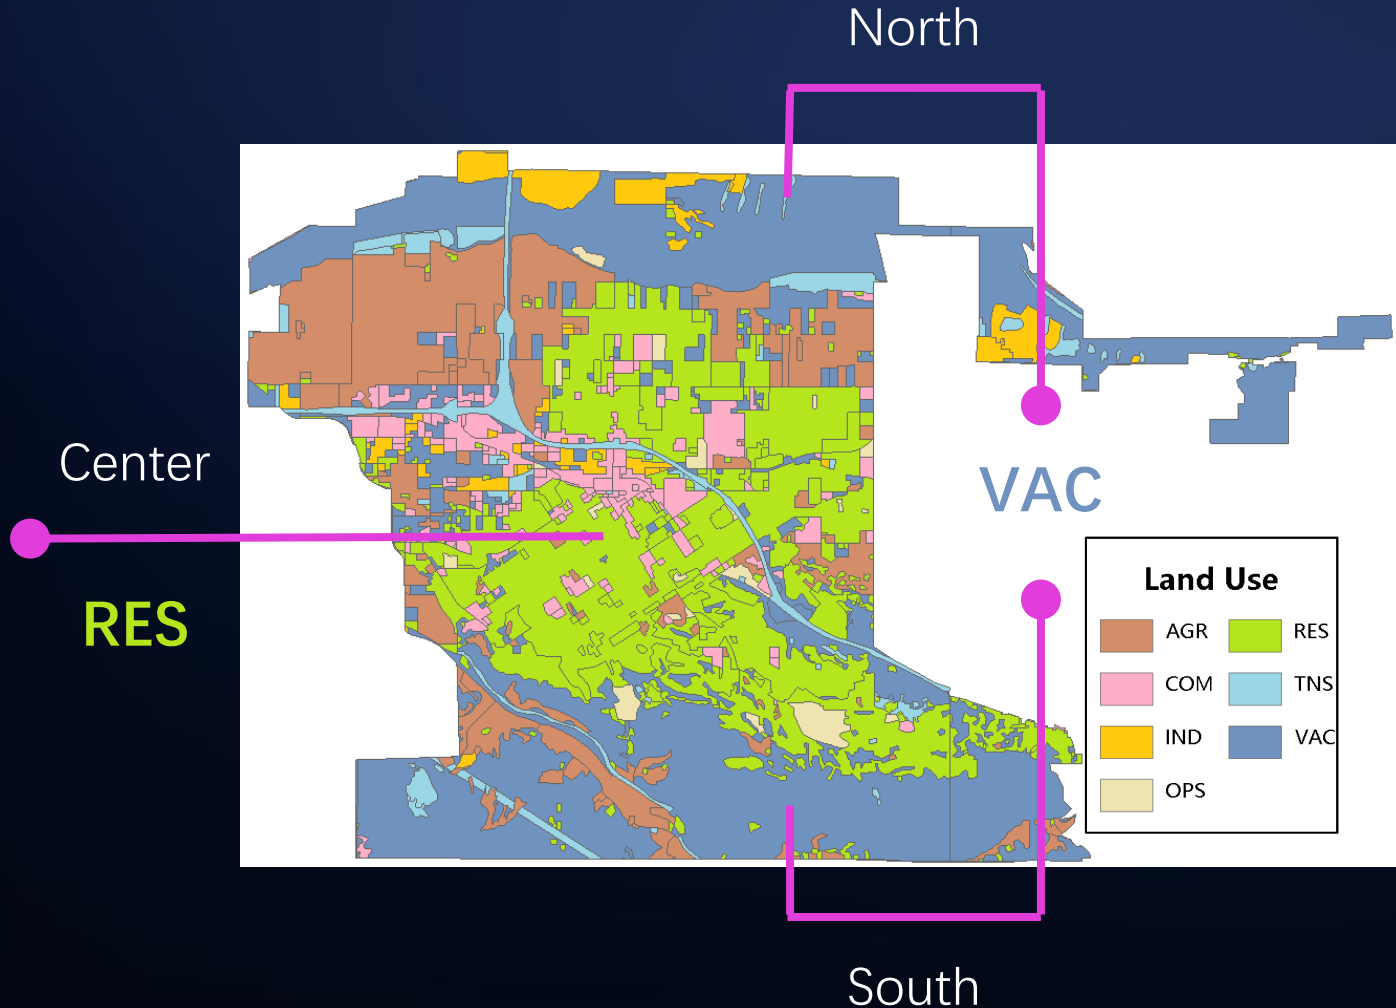 North
Center
RES
VAC
Land Use
AGR
RES
COM
TNS
IND
VAC
OPS
South